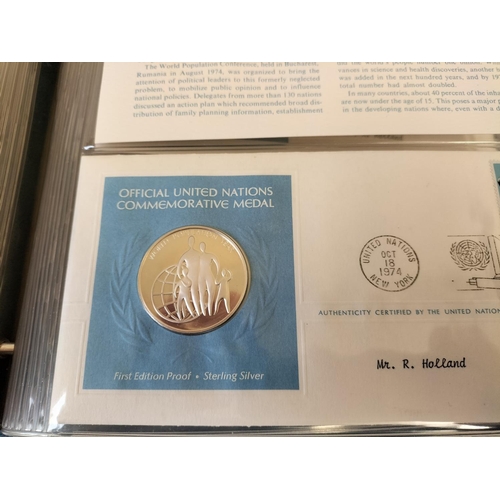 The World Population Conference, held in Bucharest,
Rumania in August 1974, was organized to bring the
attention of political leaders to this formerly neglected
problem, to mobilize public opinion and to influence
national policies. Delegates from more than 130 nations
discussed an action plan which recommended broad dis-
tribution of family planning information, establishment
vances in science and health discoveries, another
was added in the next hundred years, and by 19
total number had almost doubled.
In many countries, about 40 percent of the inh
are now under the age of 15. This poses a major
in the developing nations where, even with a d
OFFICIAL UNITED NATIONS
COMMEMORATIVE MEDAL
First Edition Proof • Sterling Silver
UNITED NATIONS
OCT
18
1974
NEW YORK
AUTHENTICITY CERTIFIED BY THE UNITED NATION
Mr. R. Holland